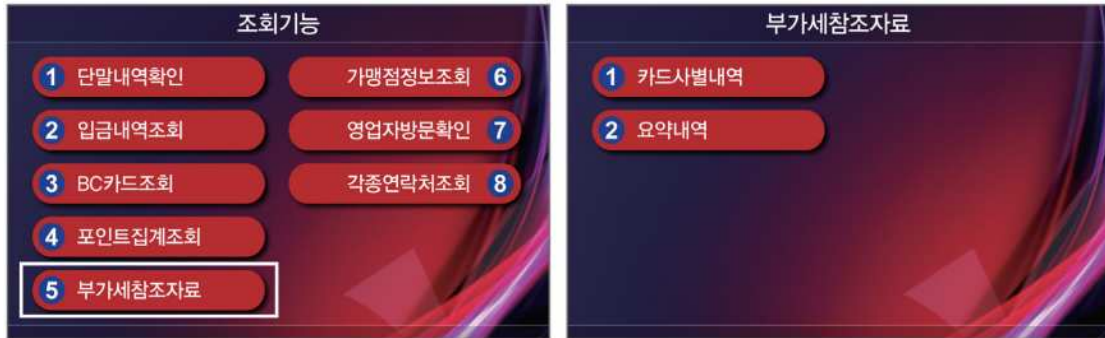 조회기능
1 단말내역확인
2 입금내역조회
3 BC카드조회
4 포인트집계조회
5 부가세참조자료
가맹점정보조회 6
영업자방문확인 7
각종연락처조회 8
부가세참조자료
1 카드사별내역
2 요약내역